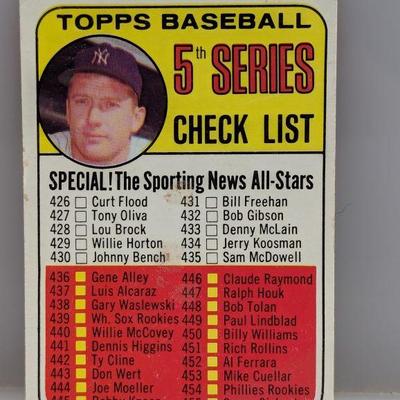 TOPPS BASEBALL
5th SERIES
CHECK LIST
SPECIAL! The Sporting News All-Stars
426 Curt Flood
427 Tony Oliva
428 Lou Brock
429 Willie Horton
430 Johnny Bench
431 Bill Freehan
432 Bob Gibson
433 Denny McLain
434 Jerry Koosman
435 Sam McDowell
436 Gene Alley
437 Luis Alcaraz
438 Gary Waslewski
439 Wh. Sox Rookies
440 Willie McCovey
441 Dennis Higgins
442 Ty Cline
443 Don Wert
444 Joe Moeller
446 Claude Raymond
447 Ralph Houk
448 Bob Tolan
449 Paul Lindblad
450 Billy Williams
451 Rich Rollins
452 Al Ferrara
453 Mike Cuellar
454 Phillies Rookies